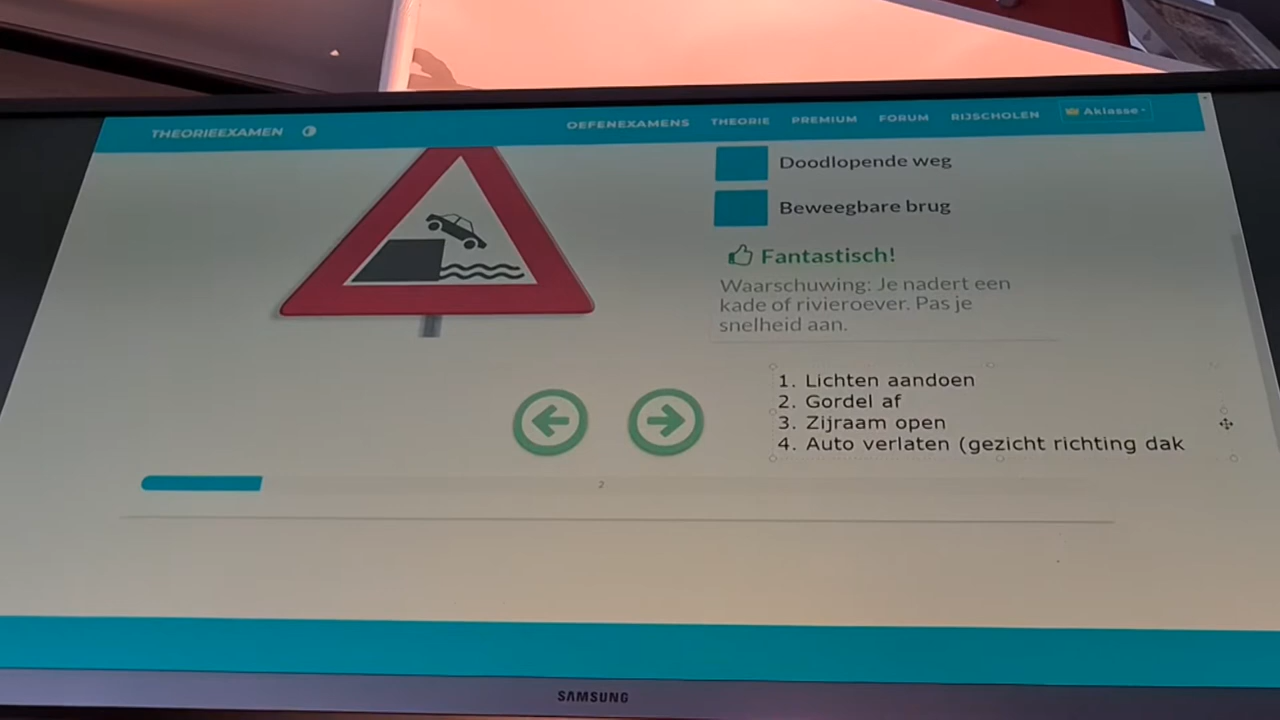 THEORIEEXAMEN
OEFENEXAMENS THEORIE PREMIUM FORUM RIJSCHOLEN Aklasse
Doodlopende weg
Beweegbare brug
Fantastisch!
Waarschuwing: Je nadert een
kade of rivieroever. Pas je
snelheid aan.
1. Lichten aandoen
2. Gordel af
3. Zijraam open
4. Auto verlaten (gezicht richting dak
2
SAMSUNG